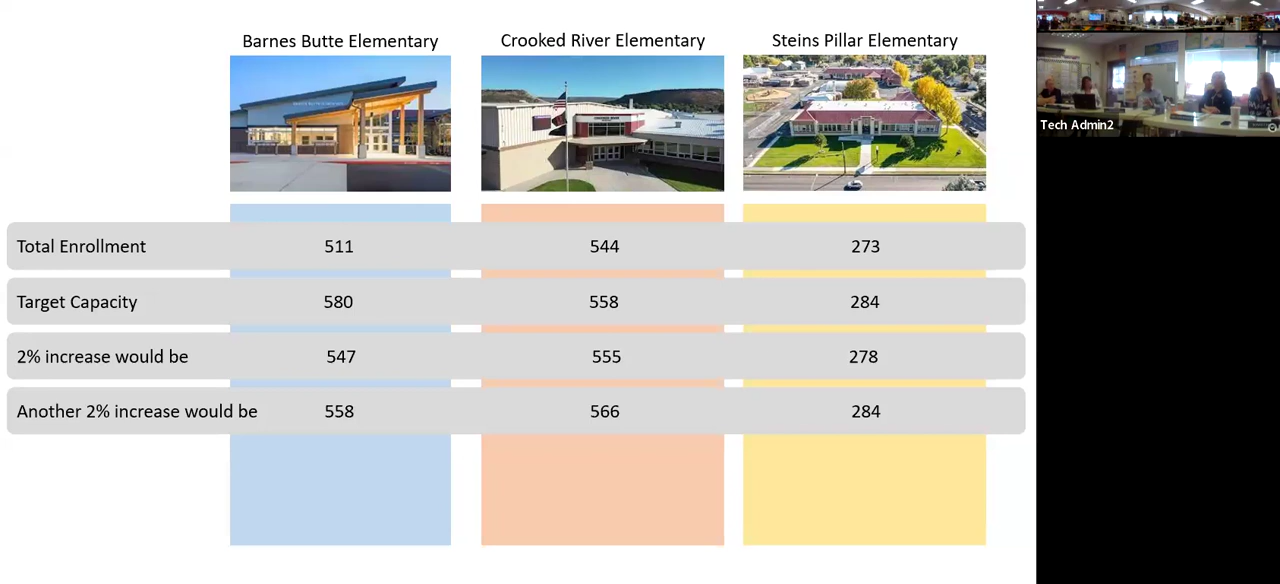 Barnes Butte Elementary Crooked River Elementary Steins Pillar Elementary
Total Enrollment 511 544 273
Target Capacity 580 558 284
2% increase would be 547 555 278
Another 2% increase would be 558 566 284
Tech Admin2